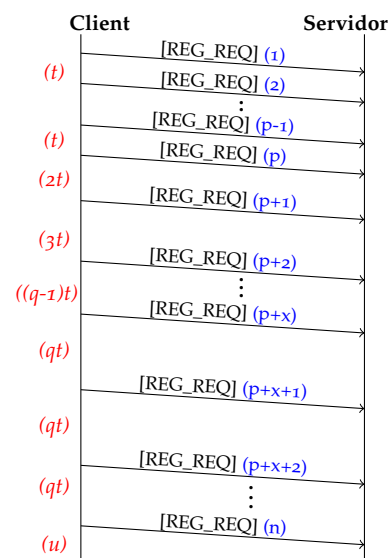 Client Servidor
[REG_REQ] (1)
(t)
[REG_REQ] (2)
[REG_REQ] (p-1)
(t)
[REG_REQ] (p)
(2t)
[REG_REQ] (p+1)
(3t)
[REG_REQ] (p+2)
((q-1)t)
[REG_REQ] (p+x)
(qt)
[REG_REQ] (p+x+1)
(qt)
[REG_REQ] (p+x+2)
(qt)
[REG_REQ] (n)
(u)